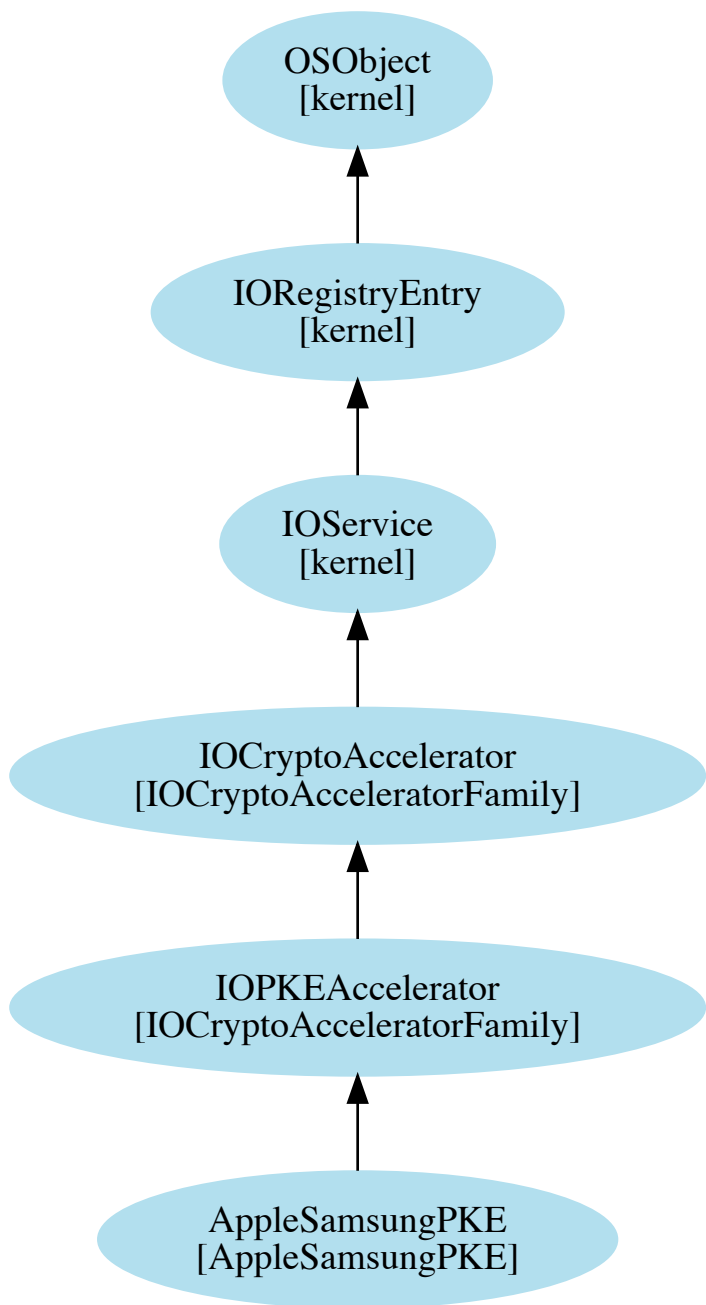 OSObject
[kernel]
IORegistryEntry
[kernel]
IOService
[kernel]
IOCryptoAccelerator
[IOCryptoAcceleratorFamily]
IOPKEAccelerator
[IOCryptoAcceleratorFamily]
AppleSamsungPKE
[AppleSamsungPKE]